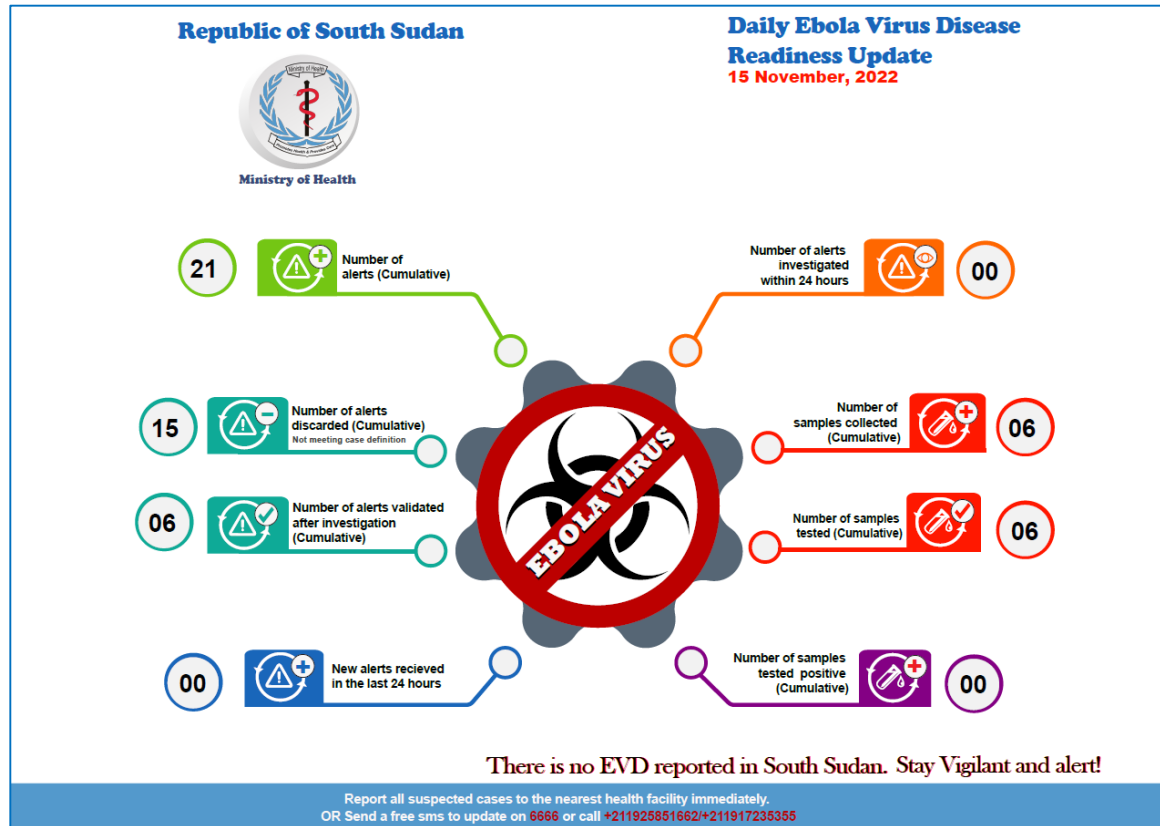 Republic of South Sudan
Ministry of Health
Ministry of Health
Daily Ebola Virus Disease
Readiness Update
15 November, 2022
21
Number of
alerts (Cumulative)
Number of alerts
investigated
within 24 hours
00
15
Number of alerts
discarded (Cumulative)
Not meeting case definition
Number of
samples collected
(Cumulative)
06
06
Number of alerts validated
after investigation
(Cumulative)
Number of samples
tested (Cumulative)
06
EBOLA VIRUS
00
New alerts recieved
in the last 24 hours
Number of samples
tested positive
(Cumulative)
00
There is no EVD reported in South Sudan. Stay Vigilant and alert!
Report all suspected cases to the nearest health facility immediately.
OR Send a free sms to update on 6666 or call +211925851662/+211917235355